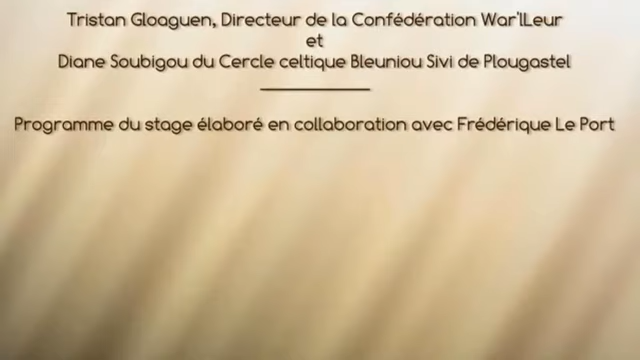 Tristan Gloaguen, Directeur de la Confédération War'lLeur
et
Diane Soubigou du Cercle celtique Bleuniou Sivi de Plougastel
Programme du stage élaboré en collaboration avec Frédérique Le Port